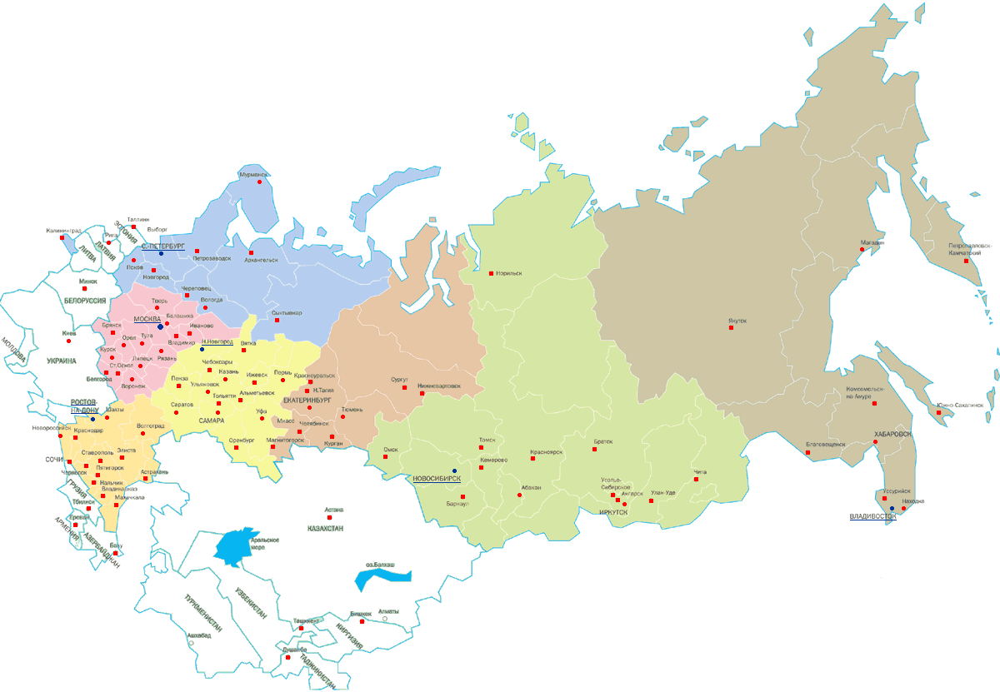 Мурманск
Таллинн
ЭСТОНИЯ
Выборг
Калининград
Рига
ЛАТВИЯ
ЛИТВА
С.-ПЕТЕРБУРГ
Петрозаводск
Архангельск
Псков
Новгород
Норильск
Магадан
Петропавловск-
Камчатский
Минск
БЕЛОРУССИЯ
Череповец
Вологда
Сыктывкар
Тверь
МОСКВА
Балашиха
Якутск
Брянск
Иваново
Киев
Орел
Тула
Владимир
Н.Новгород
Вятка
МОЛДОВА
УКРАИНА
Курск
Липецк
Рязань
Ст.Оскол
Чебоксары
Казань
Ижевск
Пермь
Красноуральск
Белгород
Воронеж
Пенза
Ульяновск
Альметьевск
Н.Тагил
Сургут
Нижневартовск
Комсомольск-
на-Амуре
РОСТОВ-
НА-ДОНУ
Шахты
Саратов
Тольятти
САМАРА
Уфа
ЕКАТЕРИНБУРГ
Тюмень
Южно-Сахалинск
Новороссийск
Краснодар
Волгоград
Миасс
Челябинск
Магнитогорск
Курган
Оренбург
ХАБАРОВСК
Благовещенск
Томск
Братск
СОЧИ
Ставрополь
Элиста
Омск
Кемерово
Красноярск
Черкесск
Пятигорск
Астрахань
НОВОСИБИРСК
Чита
Нальчик
Владикавказ
Махачкала
ГРУЗИЯ
Тбилиси
Барнаул
Абакан
Усолье-
Сибирское
Ангарск
Улан-Уде
ИРКУТСК
Уссурийск
Находка
ВЛАДИВОСТОК
Ереван
АРМЕНИЯ
АЗЕРБАЙДЖАН
Баку
Астана
КАЗАХСТАН
Аральское
море
оз.Балхаш
ТУРКМЕНИСТАН
УЗБЕКИСТАН
Ашхабад
Ташкент
Бишкек
Алматы
КИРГИЗИЯ
Душанбе
ТАДЖИКИСТАН